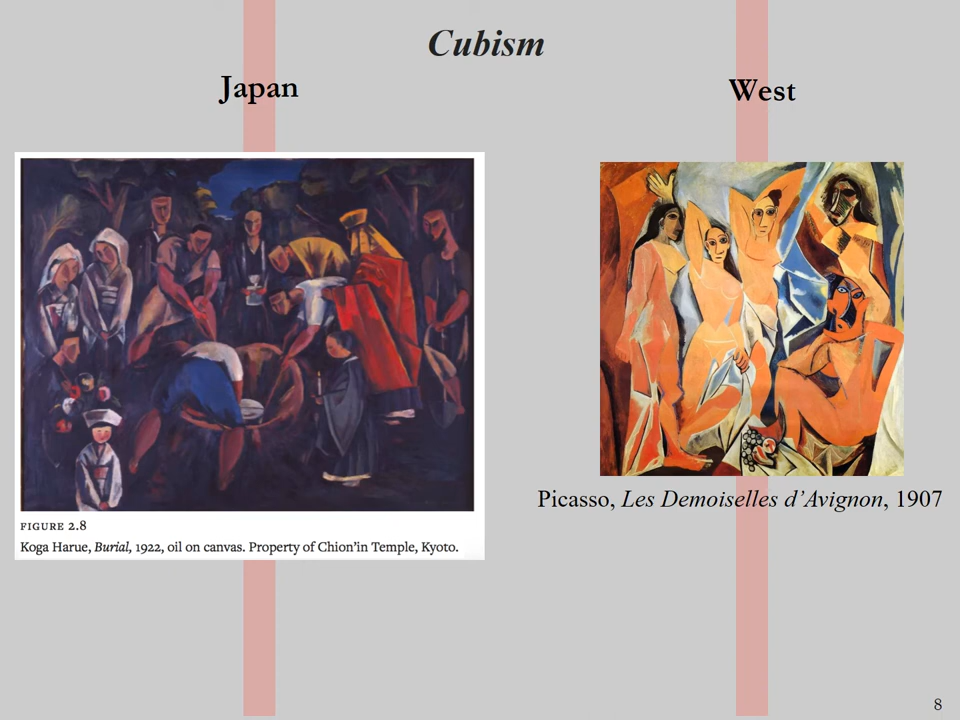 Cubism
Japan
West
FIGURE 2.8
Koga Harue, Burial, 1922, oil on canvas. Property of Chion’in Temple, Kyoto.
Picasso, Les Demoiselles d’Avignon, 1907
8